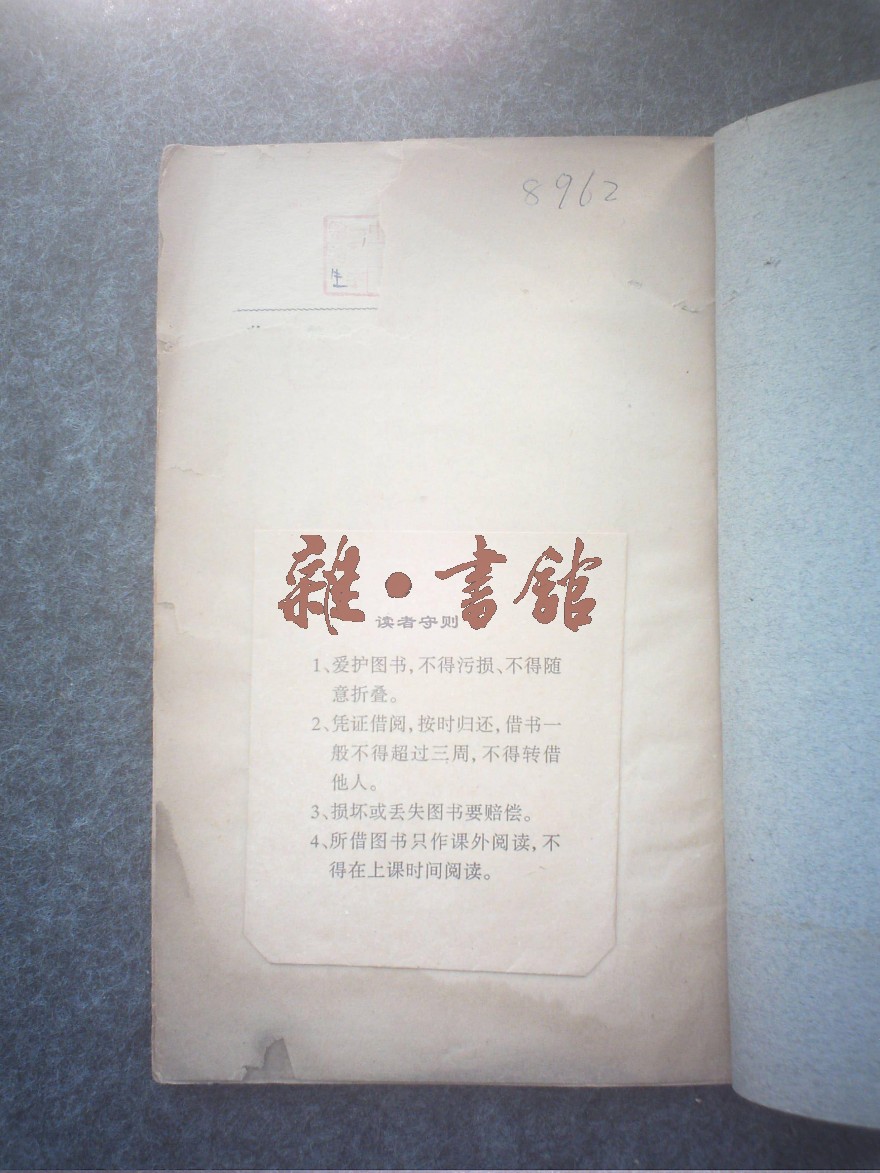 8962
生
雜·書館
读者守则
1、爱护图书,不得污损、不得随
意折叠。
2、凭证借阅,按时归还,借书一
般不得超过三周,不得转借
他人。
3、损坏或丢失图书要赔偿。
4、所借图书只作课外阅读,不
得在上课时间阅读。